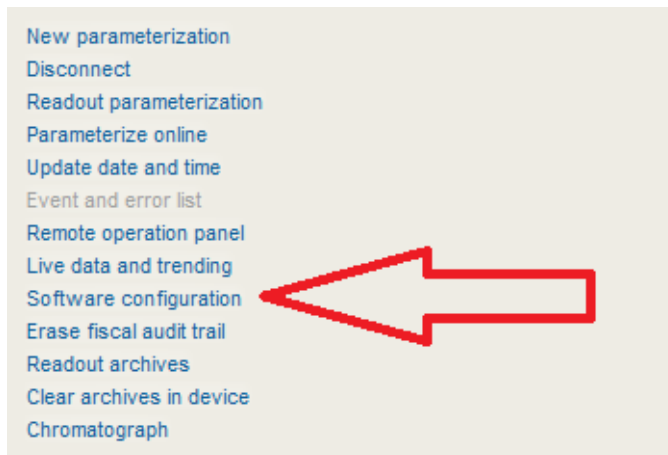 New parameterization
Disconnect
Readout parameterization
Parameterize online
Update date and time
Event and error list
Remote operation panel
Live data and trending
Software configuration
Erase fiscal audit trail
Readout archives
Clear archives in device
Chromatograph